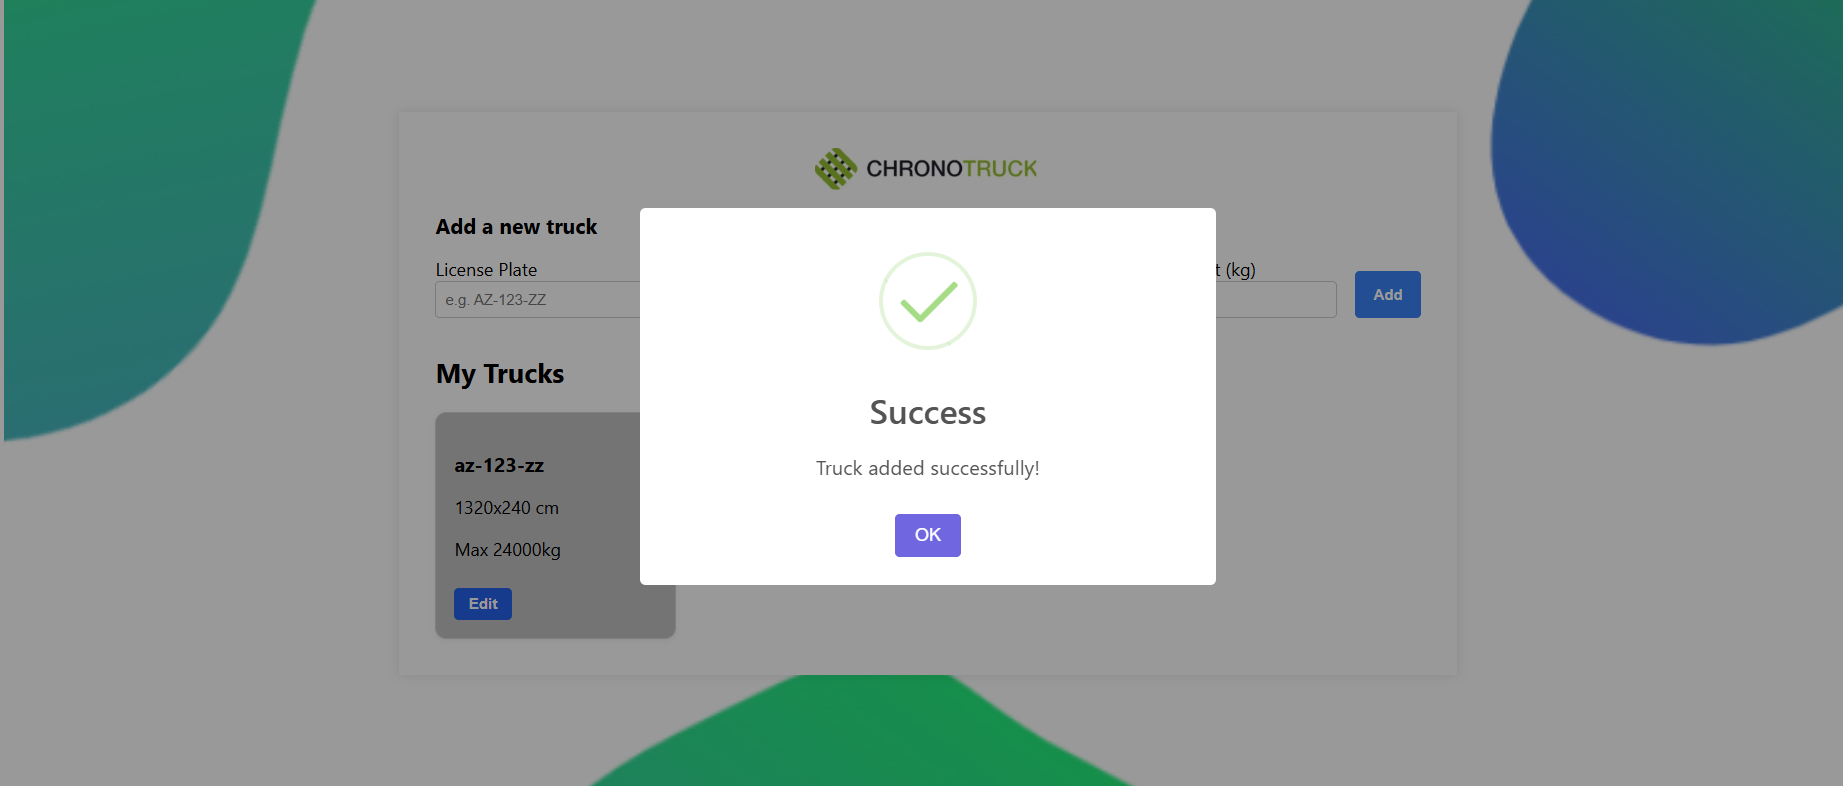 CHRONOTRUCK
Add a new truck
License Plate
t (kg)
e.g. AZ-123-ZZ
Add
My Trucks
az-123-zz
1320x240 cm
Max 24000kg
Edit
Success
Truck added successfully!
OK